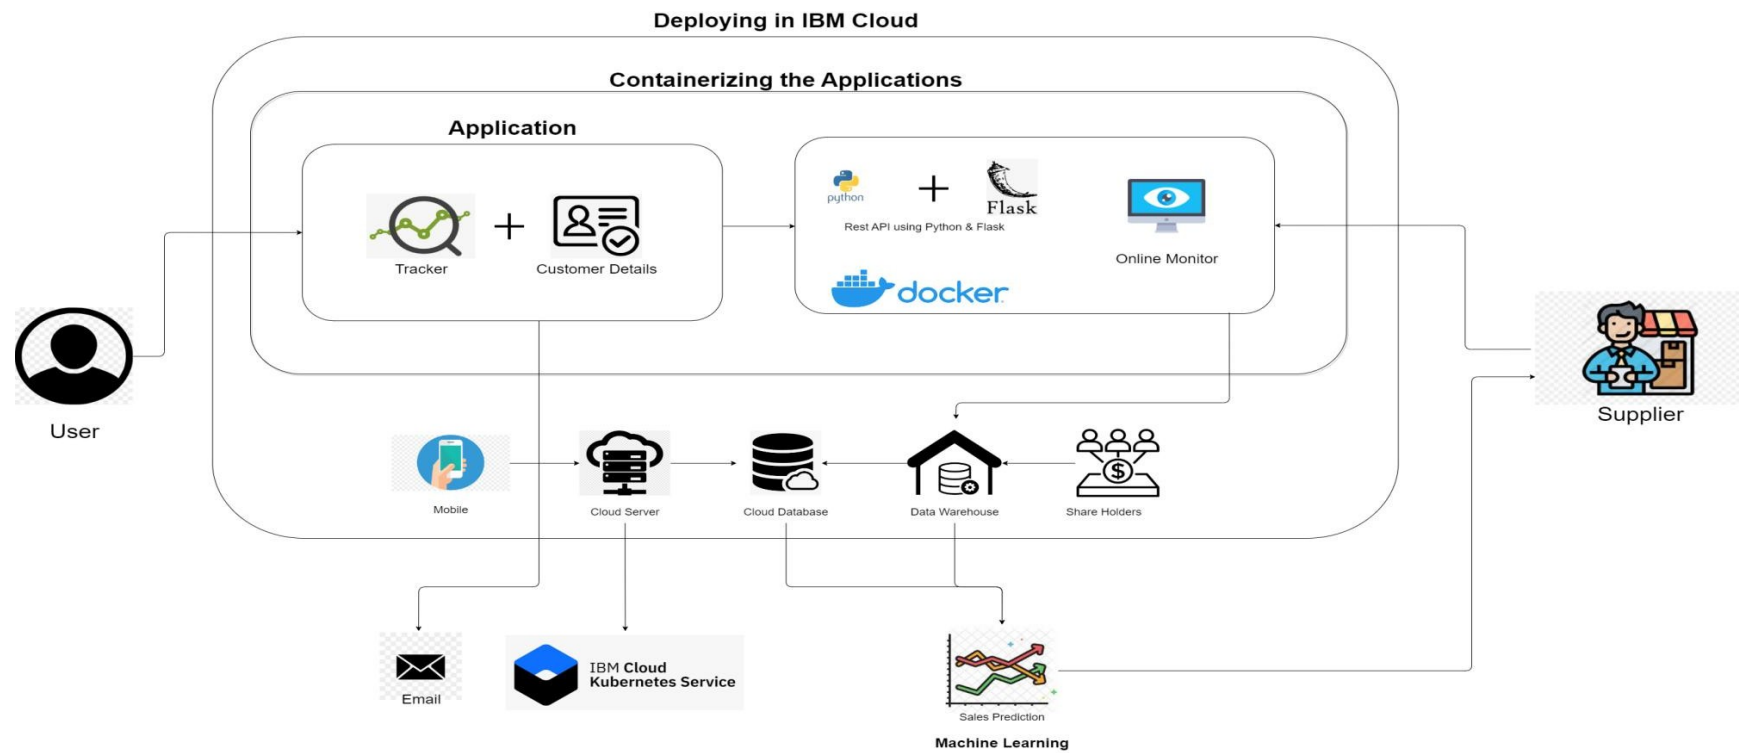 Deploying in IBM Cloud
Containerizing the Applications
Application
Tracker
Customer Details
python
Flask
Rest API using Python & Flask
Online Monitor
docker
User
Supplier
Mobile
Cloud Server
Cloud Database
Data Warehouse
Share Holders
Email
IBM Cloud
Kubernetes Service
Sales Prediction
Machine Learning